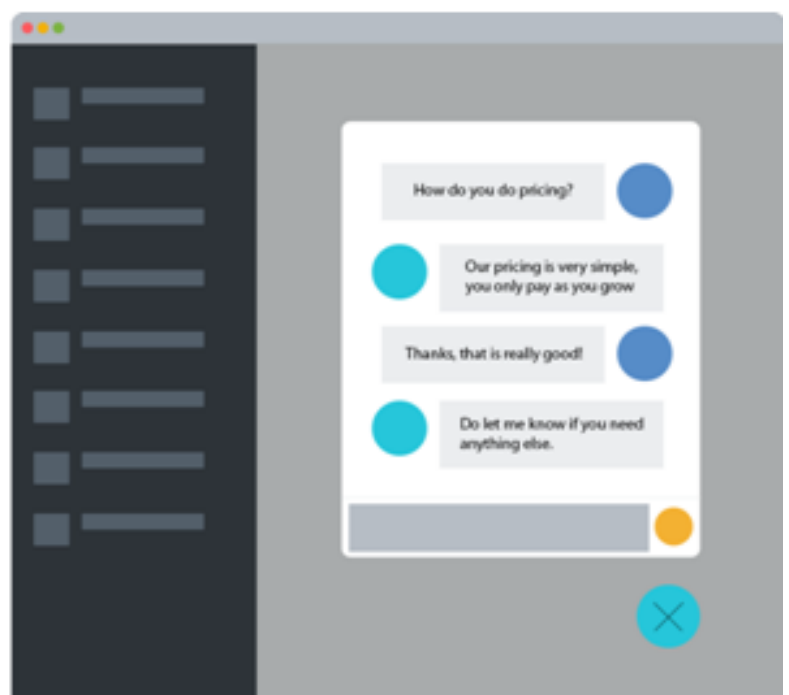 How do you do pricing?
Our pricing is very simple,
you only pay as you grow
Thanks, that is really good!
Do let me know if you need
anything else.